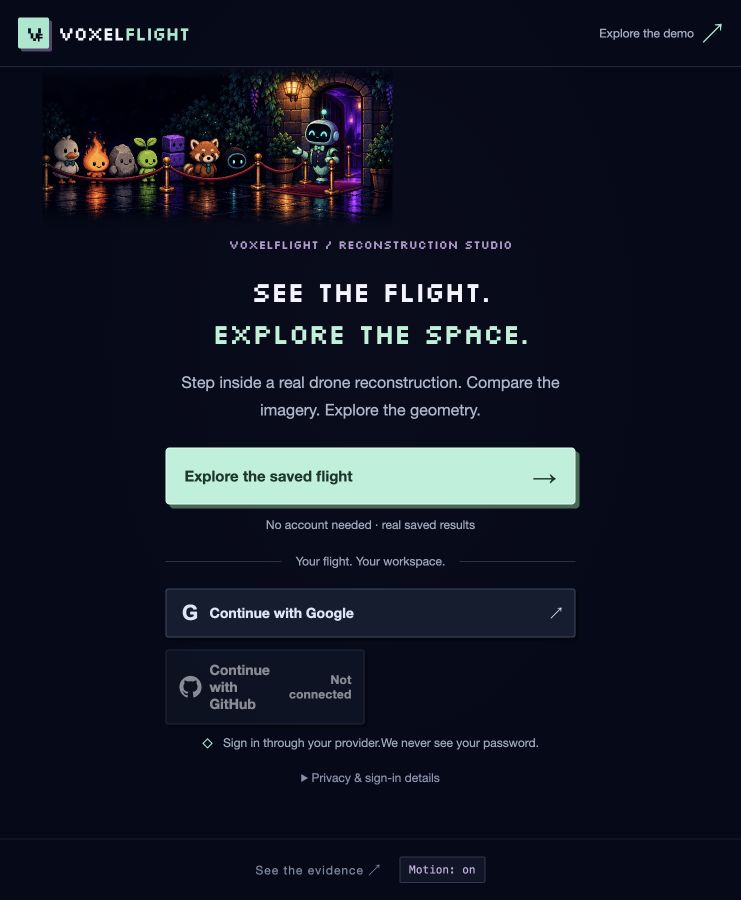 VF VOXELFLIGHT
Explore the demo ↗
VOXELFLIGHT / RECONSTRUCTION STUDIO
SEE THE FLIGHT.
EXPLORE THE SPACE.
Step inside a real drone reconstruction. Compare the
imagery. Explore the geometry.
Explore the saved flight →
No account needed · real saved results
Your flight. Your workspace.
G Continue with Google ↗
Continue
with
GitHub
Not
connected
Sign in through your provider.We never see your password.
▶ Privacy & sign-in details
See the evidence ↗
Motion: on